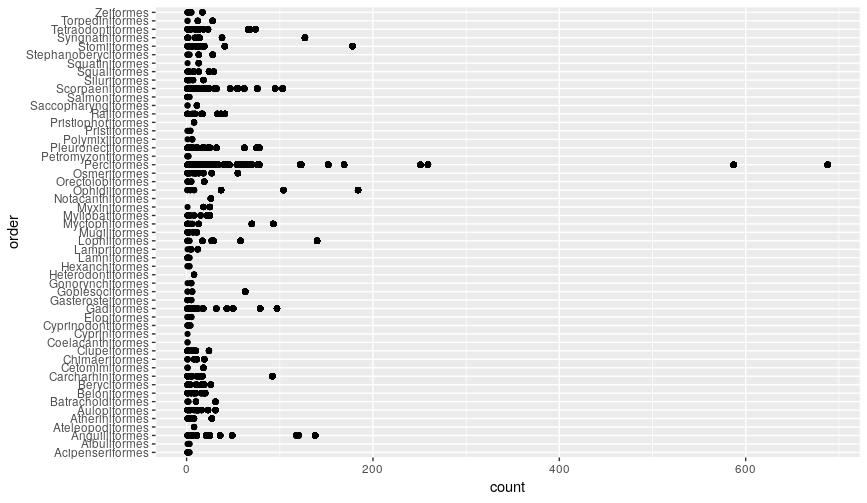 Zeiformes
Torpediniformes
Tetraodontiformes
Syngnathiformes
Stomiiformes
Stephanoberyciformes
Squatiniformes
Squaliformes
Siluriformes
Scorpaeniformes
Salmoniformes
Saccopharyngiformes
Rajiformes
Pristiophoriformes
Pristiformes
Polymixiiformes
Pleuronectiformes
Petromyzontiformes
Perciformes
Osmeriformes
Orectolobiformes
Ophidiiformes
Notacanthiformes
Myxiniformes
Myliobatiformes
Myctophiformes
Mugiliformes
Lophiiformes
Lampriformes
Lamniformes
Hexanchiformes
Heterodontiformes
Gonorynchiformes
Gobiesociformes
Gasterosteiformes
Gadiformes
Elopiformes
Cyprinodontiformes
Cypriniformes
Coelacanthiformes
Clupeiformes
Chimaeriformes
Cetomimiformes
Carcharhiniformes
Beryciformes
Beloniformes
Batrachoidiformes
Aulopiformes
Atheriniformes
Ateleopodiformes
Anguilliformes
Albuliformes
Acipenseriformes
order
0 200 400 600
count